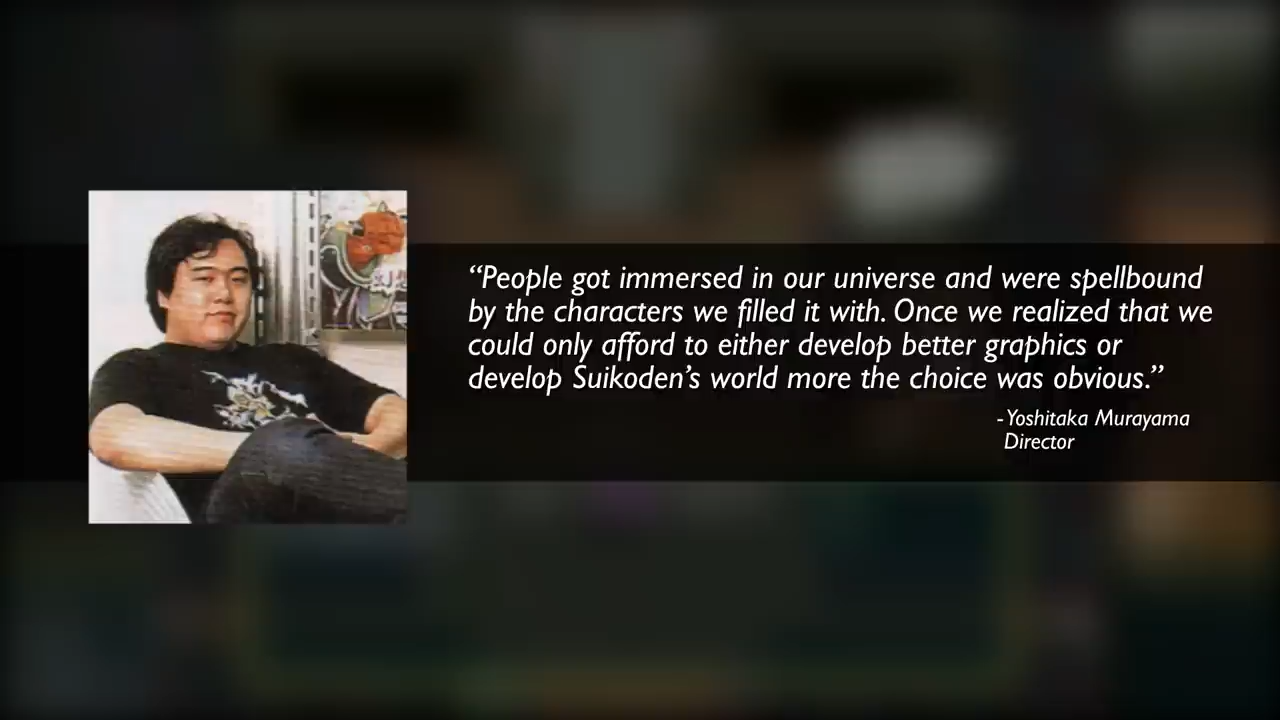 “People got immersed in our universe and were spellbound
by the characters we filled it with. Once we realized that we
could only afford to either develop better graphics or
develop Suikoden’s world more the choice was obvious.”
-Yoshitaka Murayama
Director